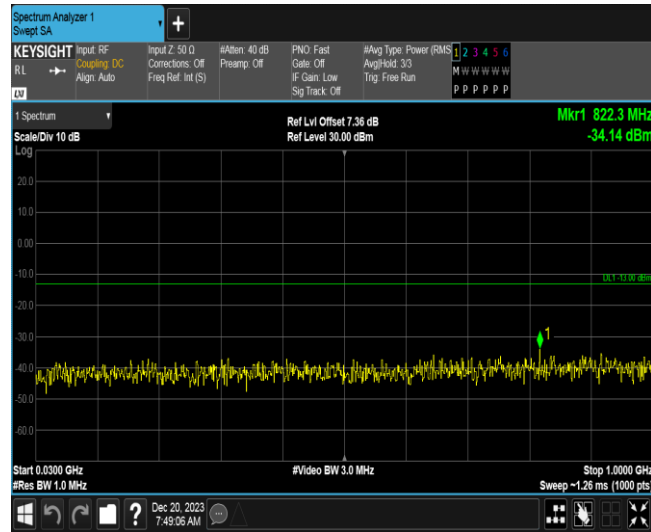 Spectrum Analyzer 1
Swept SA
+
KEYSIGHT
RL
LXI
Input: RF
Coupling: DC
Align: Auto
Input Z: 50 Ω
Corrections: Off
Freq Ref: Int (S)
#Atten: 40 dB
Preamp: Off
PNO: Fast
Gate: Off
IF Gain: Low
Sig Track: Off
#Avg Type: Power (RMS
Avg|Hold: 3/3
Trig: Free Run
1 2 3 4 5 6
M W W W W W
P P P P P P
1 Spectrum
Scale/Div 10 dB
Log
Ref Lvl Offset 7.36 dB
Ref Level 30.00 dBm
Mkr1 822.3 MHz
-34.14 dBm
20.0
10.0
0.00
-10.0
DL1 -13.00 dBm
-20.0
-30.0
1
-40.0
-50.0
-60.0
Start 0.0300 GHz
#Res BW 1.0 MHz
#Video BW 3.0 MHz
Stop 1.0000 GHz
Sweep ~1.26 ms (1000 pts)
?
Dec 20, 2023
7:49:06 AM